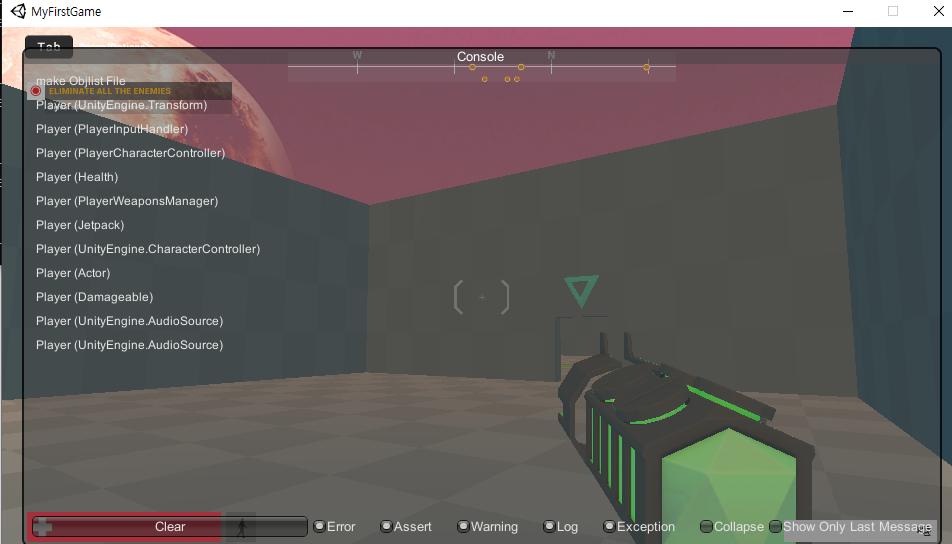 MyFirstGame
Tab
W N
Console
make Objlist File
ELIMINATE ALL THE ENEMIES
Player (UnityEngine.Transform)
Player (PlayerInputHandler)
Player (PlayerCharacterController)
Player (Health)
Player (PlayerWeaponsManager)
Player (Jetpack)
Player (UnityEngine.CharacterController)
Player (Actor)
Player (Damageable)
Player (UnityEngine.AudioSource)
Player (UnityEngine.AudioSource)
Clear Error Assert Warning Log Exception Collapse Show Only Last Message